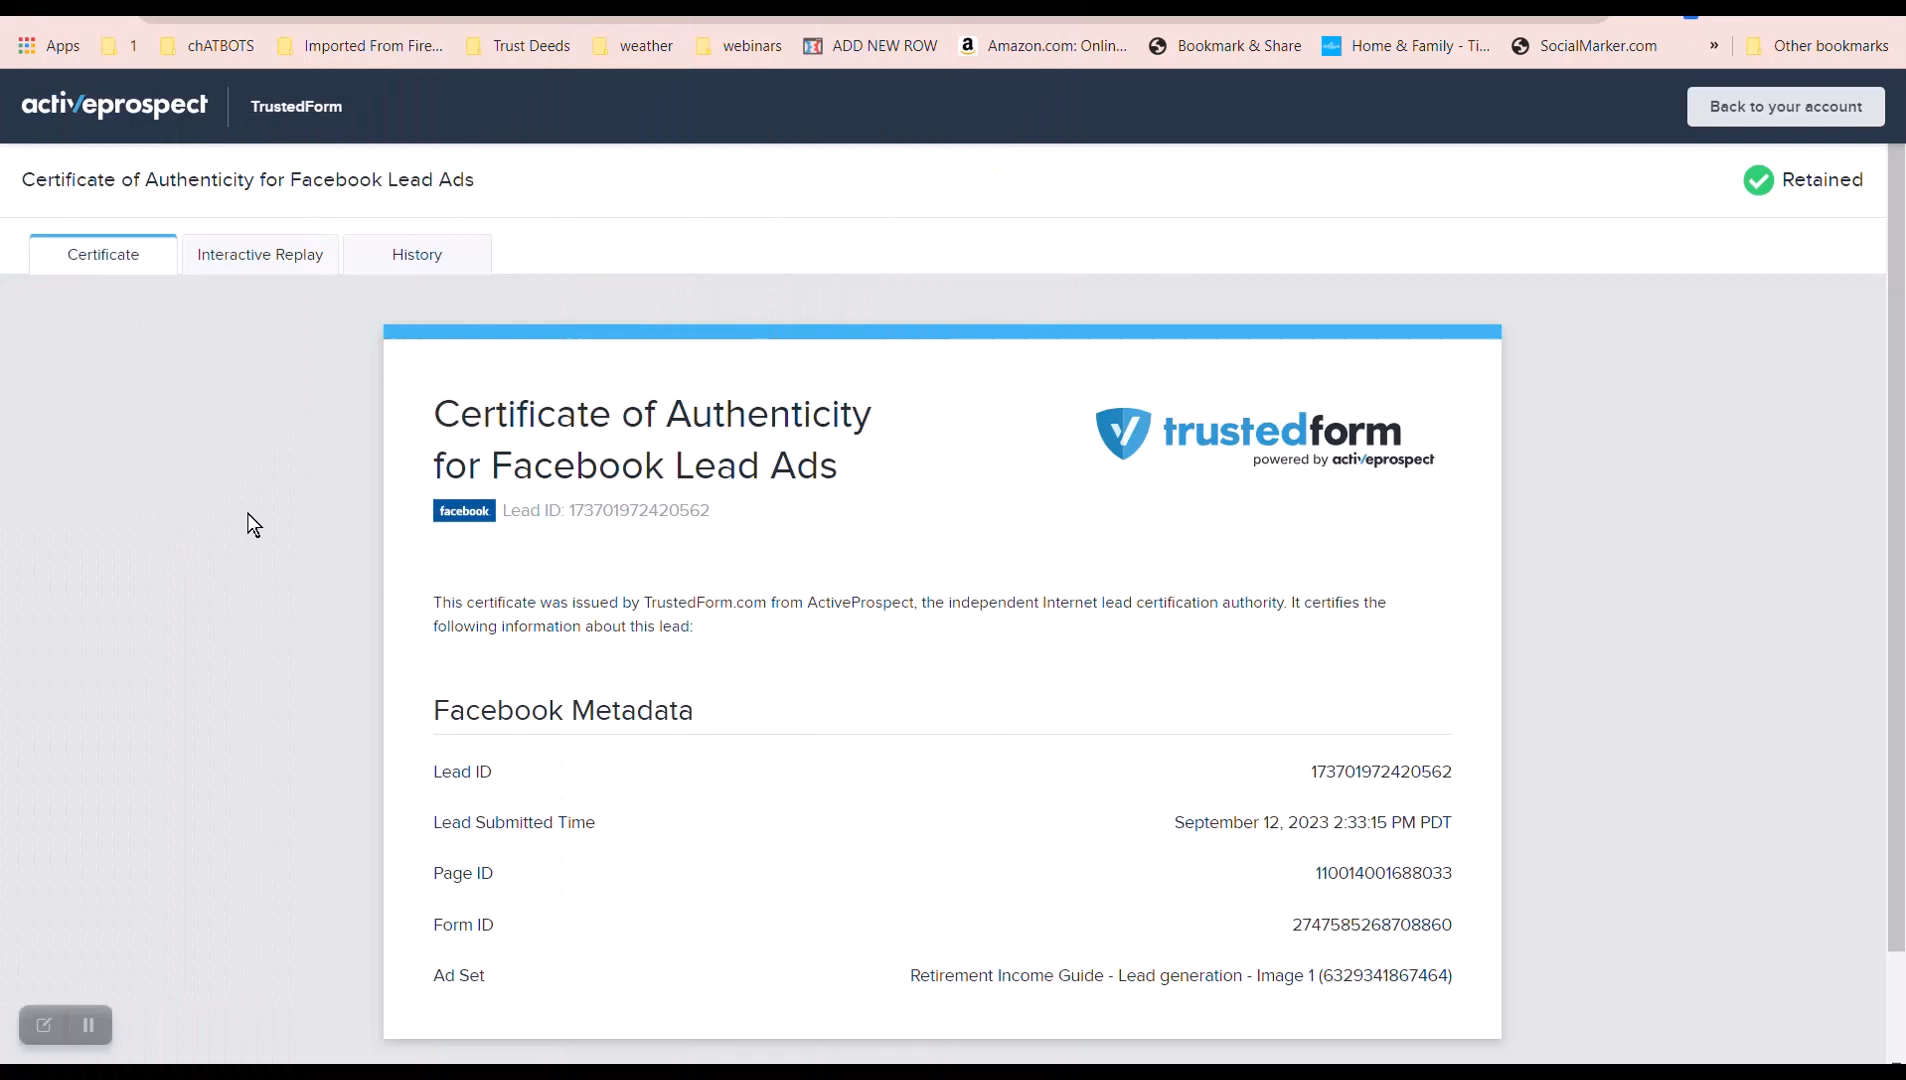 Apps 1 chATBOTS Imported From Fire... Trust Deeds weather webinars ADD NEW ROW Amazon.com: Onlin... Bookmark & Share Home & Family - Ti... SocialMarker.com » Other bookmarks
activeprospect TrustedForm Back to your account
Certificate of Authenticity for Facebook Lead Ads Retained
Certificate Interactive Replay History
Certificate of Authenticity
for Facebook Lead Ads
trustedform
powered by activeprospect
facebook Lead ID: 173701972420562
This certificate was issued by TrustedForm.com from ActiveProspect, the independent Internet lead certification authority. It certifies the
following information about this lead:
Facebook Metadata
Lead ID 173701972420562
Lead Submitted Time September 12, 2023 2:33:15 PM PDT
Page ID 110014001688033
Form ID 2747585268708860
Ad Set Retirement Income Guide - Lead generation - Image 1 (6329341867464)